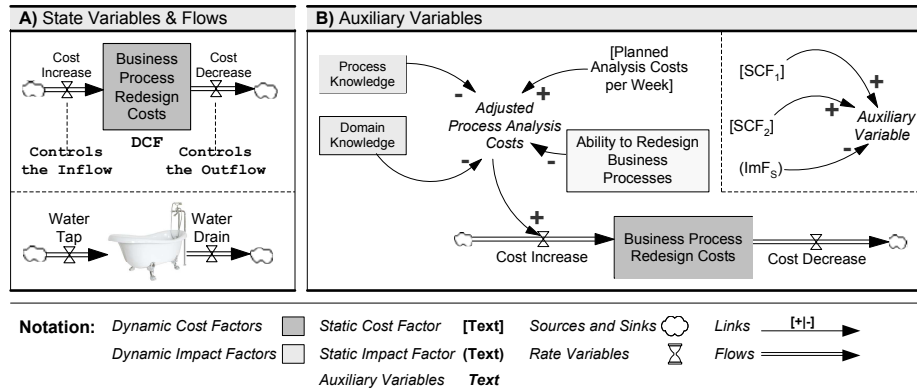 A) State Variables & Flows
Cost
Increase
Business
Process
Redesign
Costs
Cost
Decrease
DCF
Controls
the Inflow
Controls
the Outflow
Water
Tap
Water
Drain
B) Auxiliary Variables
Process
Knowledge
-
[Planned
Analysis Costs
per Week]
+
Adjusted
Process Analysis
Costs
Domain
Knowledge
-
-
Ability to Redesign
Business
Processes
+
Cost Increase
Business Process
Redesign Costs
Cost Decrease
[SCF1]
+
[SCF2]
+
Auxiliary
Variable
-
(ImFS)
Notation:
Dynamic Cost Factors
Static Cost Factor [Text]
Sources and Sinks
Links [+|-]
Dynamic Impact Factors
Static Impact Factor (Text)
Rate Variables
Flows
Auxiliary Variables Text